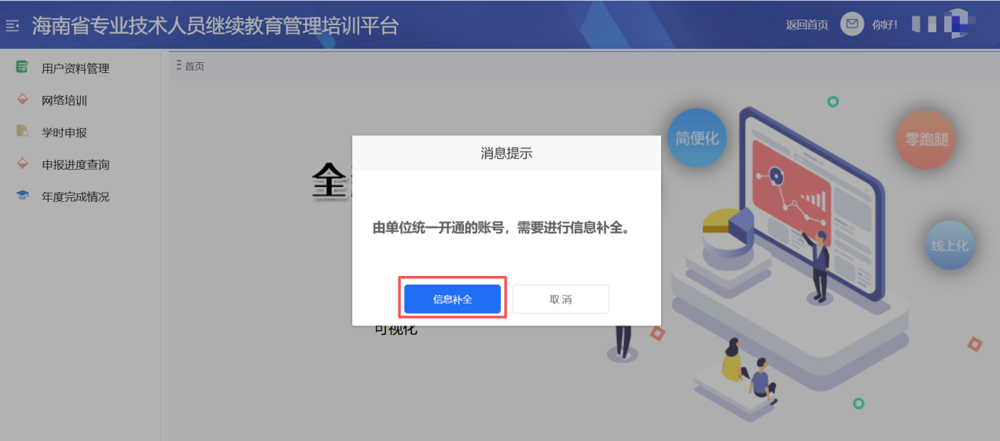 海南省专业技术人员继续教育管理培训平台
返回首页
你好!
用户资料管理
网络培训
学时申报
申报进度查询
年度完成情况
首页
简便化
零跑腿
线上化
全
消息提示
由单位统一开通的账号，需要进行信息补全。
信息补全
取 消
可视化